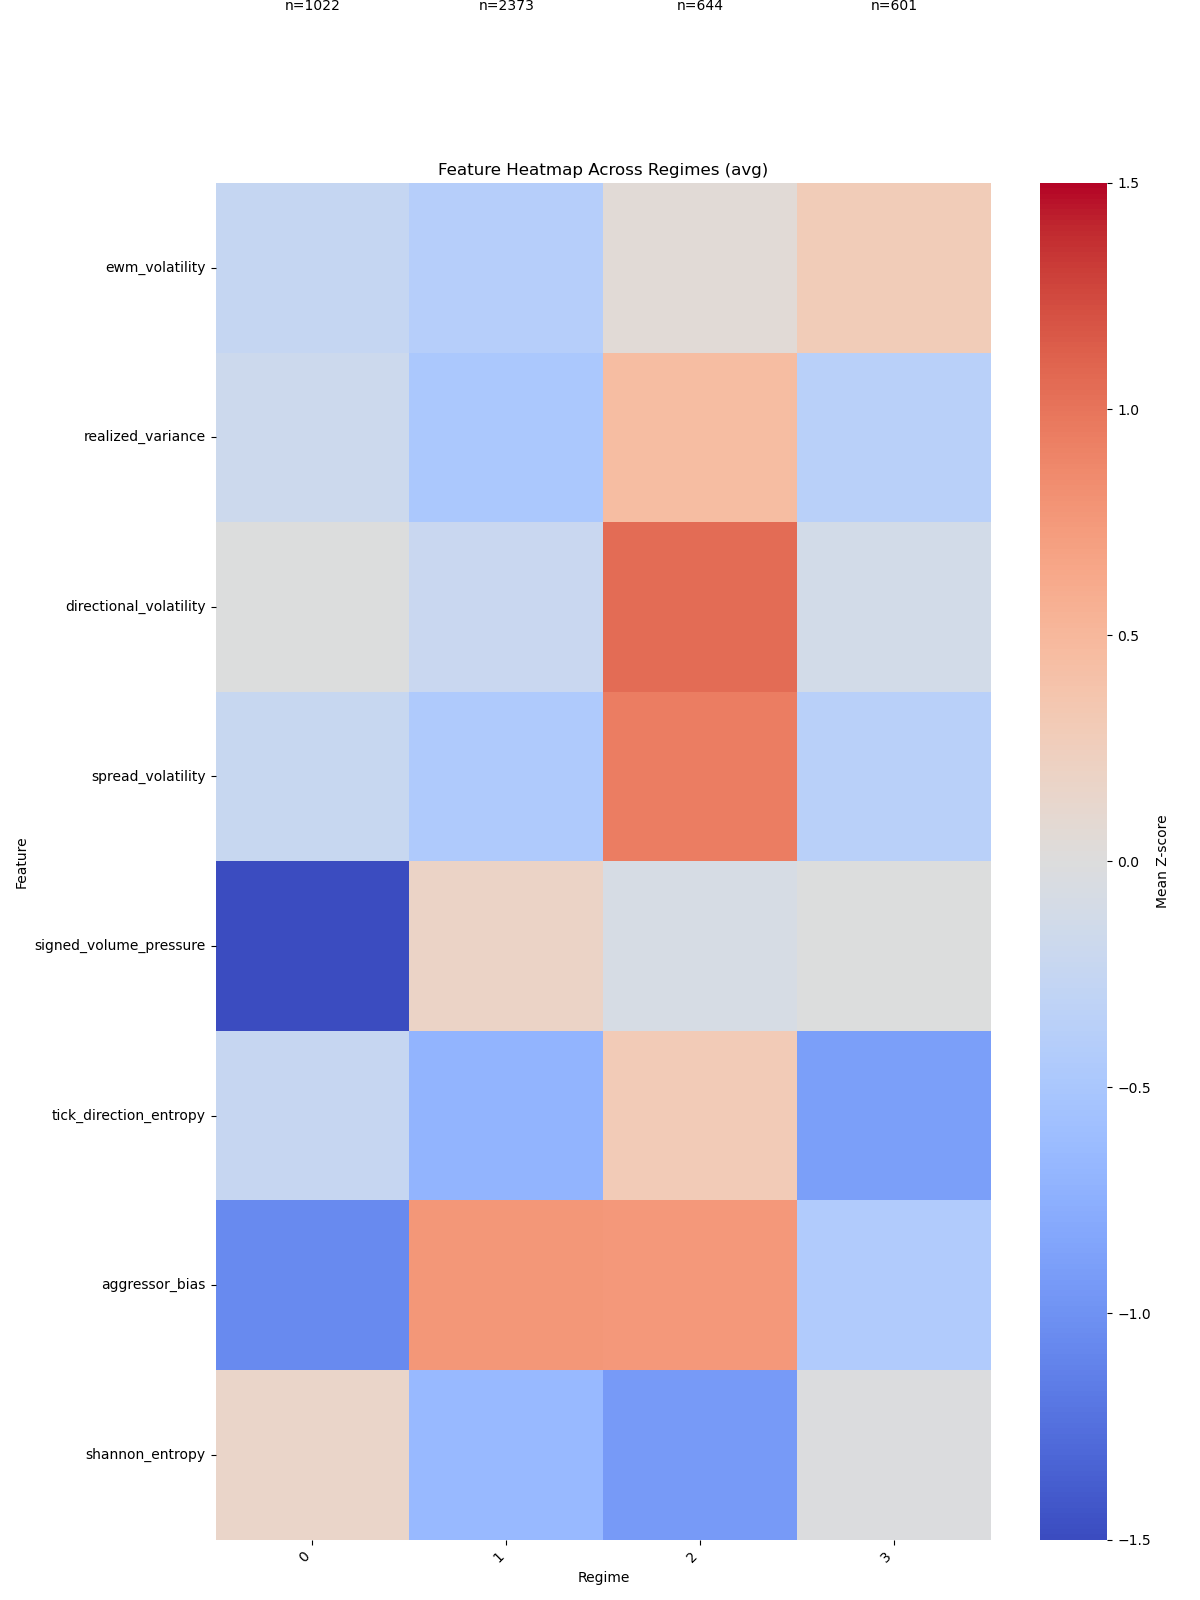 n=1022 n=2373 n=644 n=601
Feature Heatmap Across Regimes (avg)
ewm_volatility
realized_variance
directional_volatility
spread_volatility
signed_volume_pressure
tick_direction_entropy
aggressor_bias
shannon_entropy
Feature
0 1 2 3
Regime
1.5
1.0
0.5
0.0
−0.5
−1.0
−1.5
Mean Z-score